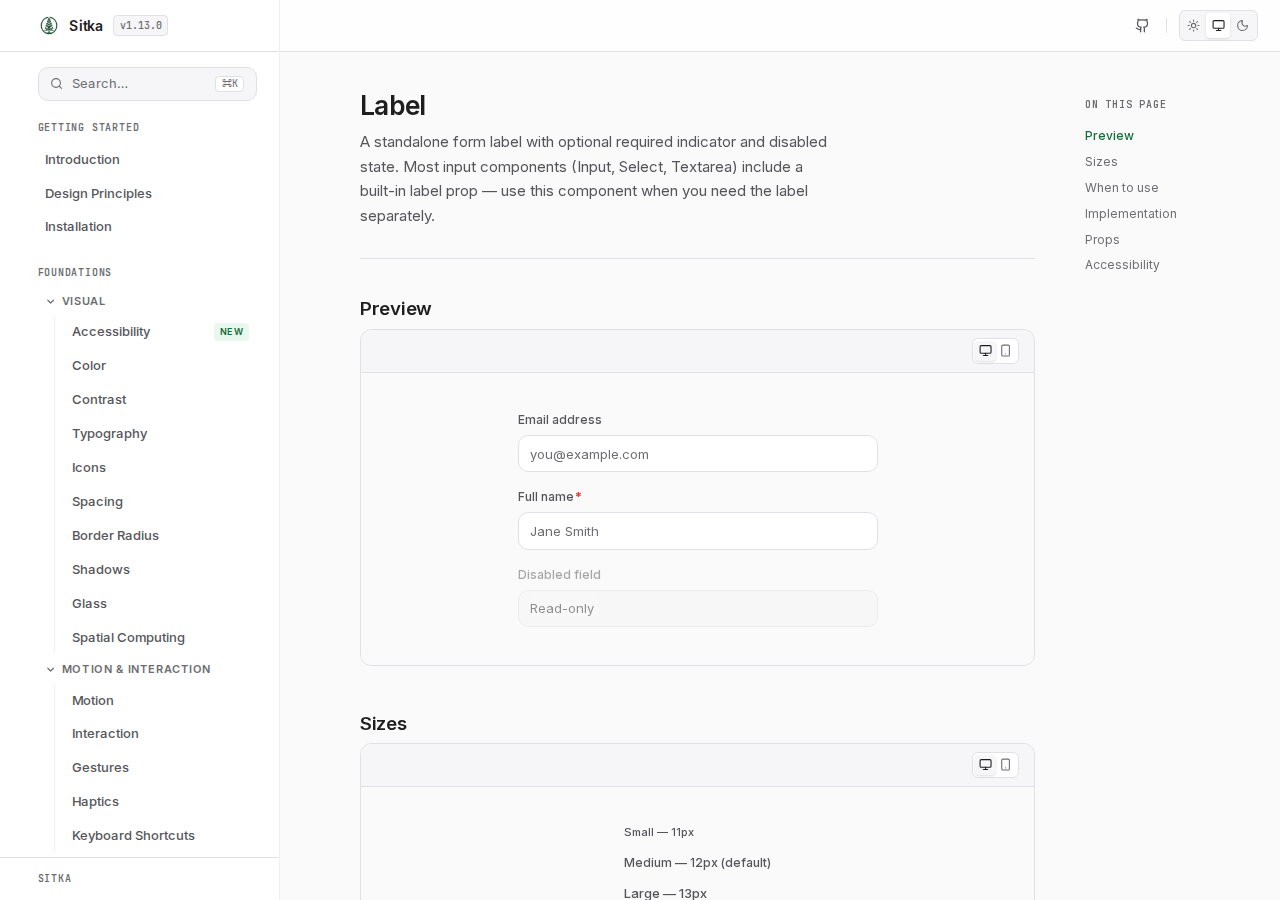 Sitka v1.13.0
Search... ⌘K
GETTING STARTED
Introduction
Design Principles
Installation
FOUNDATIONS
VISUAL
Accessibility NEW
Color
Contrast
Typography
Icons
Spacing
Border Radius
Shadows
Glass
Spatial Computing
MOTION & INTERACTION
Motion
Interaction
Gestures
Haptics
Keyboard Shortcuts
SITKA
Label
A standalone form label with optional required indicator and disabled
state. Most input components (Input, Select, Textarea) include a
built-in label prop — use this component when you need the label
separately.
Preview
Email address
you@example.com
Full name*
Jane Smith
Disabled field
Read-only
Sizes
Small — 11px
Medium — 12px (default)
Large — 13px
ON THIS PAGE
Preview
Sizes
When to use
Implementation
Props
Accessibility